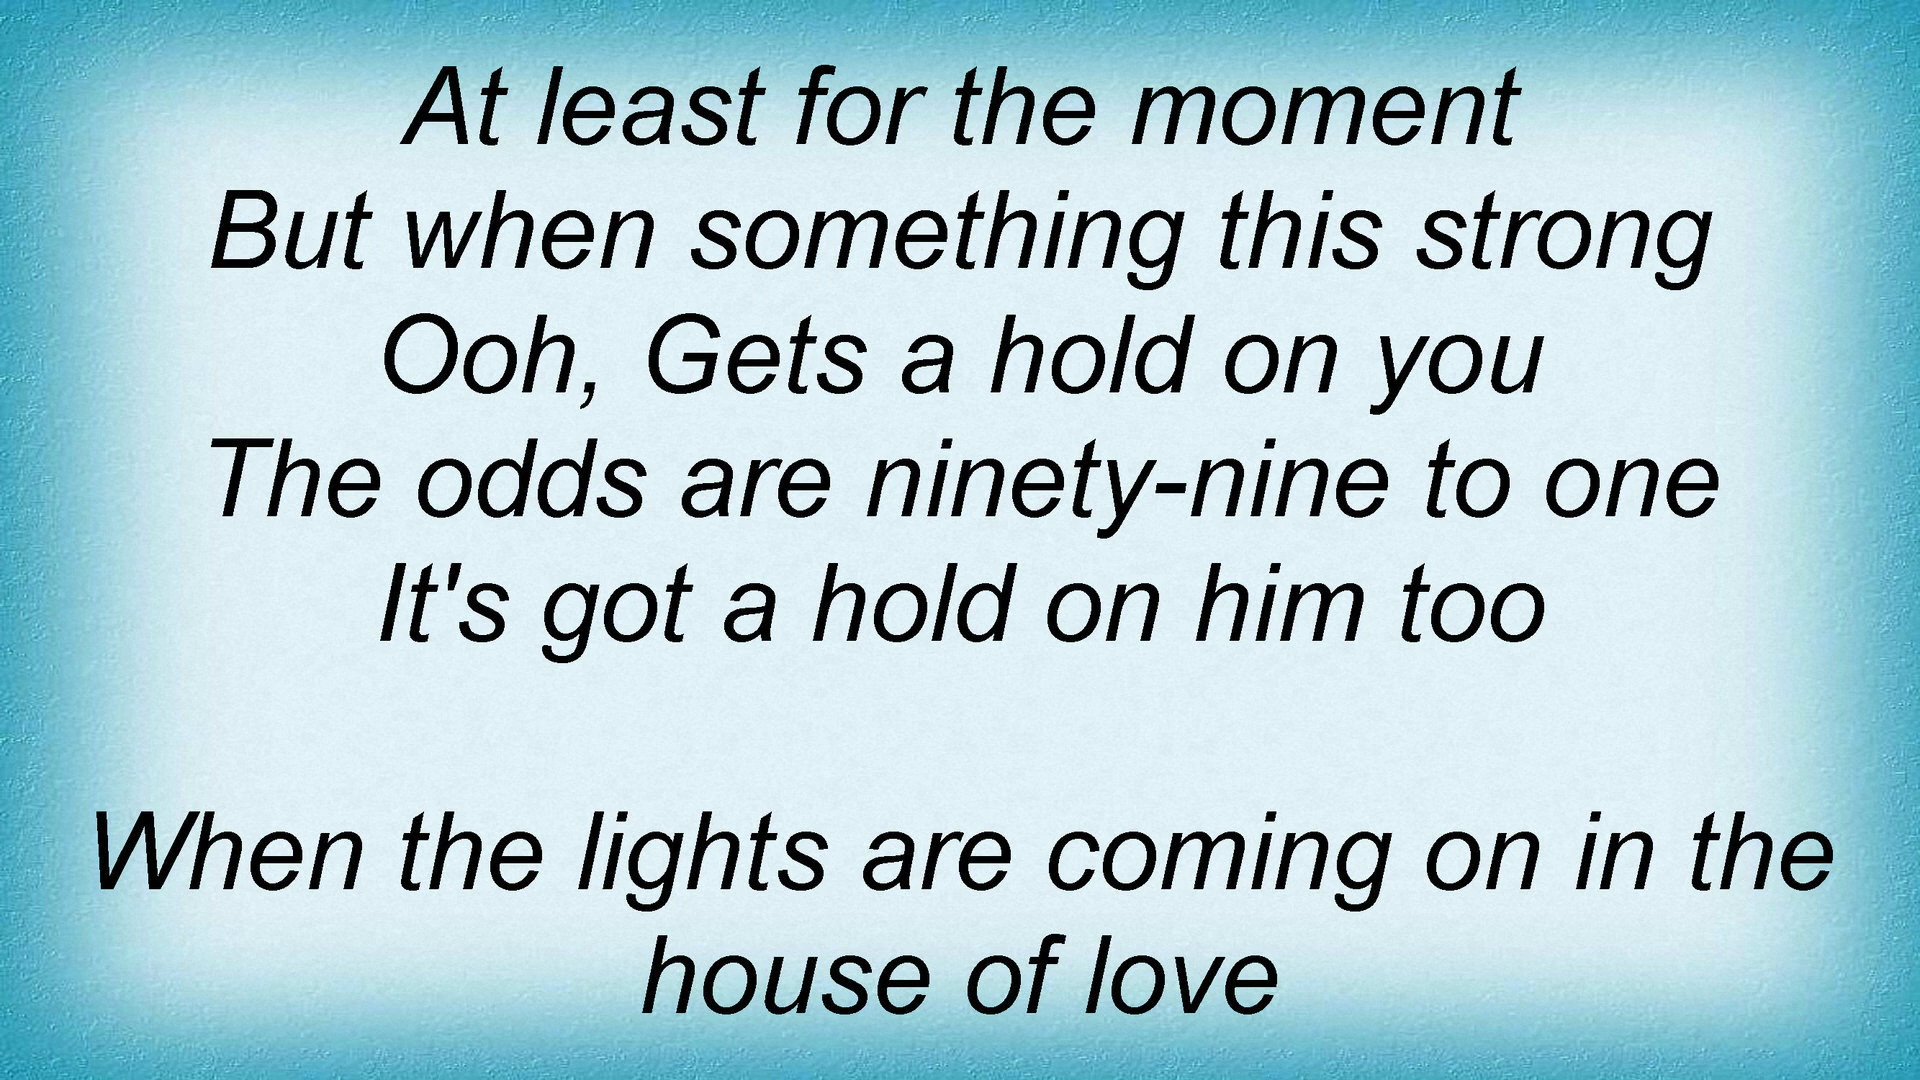 At least for the moment
But when something this strong
Ooh, Gets a hold on you
The odds are ninety-nine to one
It's got a hold on him too
When the lights are coming on in the
house of love